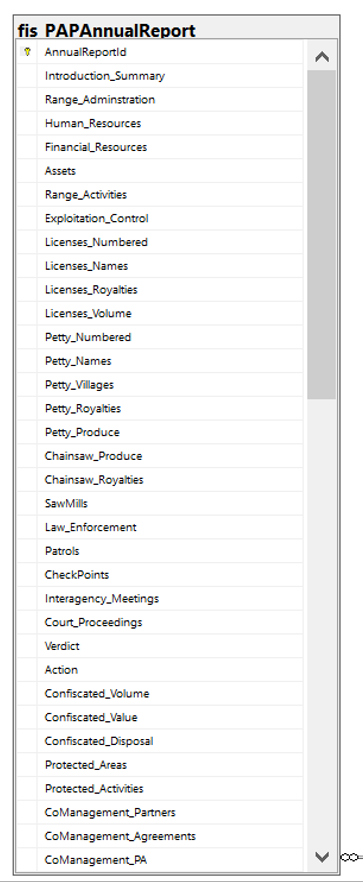 fis_PAPAnnualReport
AnnualReportId
Introduction_Summary
Range_Adminstration
Human_Resources
Financial_Resources
Assets
Range_Activities
Exploitation_Control
Licenses_Numbered
Licenses_Names
Licenses_Royalties
Licenses_Volume
Petty_Numbered
Petty_Names
Petty_Villages
Petty_Royalties
Petty_Produce
Chainsaw_Produce
Chainsaw_Royalties
SawMills
Law_Enforcement
Patrols
CheckPoints
Interagency_Meetings
Court_Proceedings
Verdict
Action
Confiscated_Volume
Confiscated_Value
Confiscated_Disposal
Protected_Areas
Protected_Activities
CoManagement_Partners
CoManagement_Agreements
CoManagement_PA